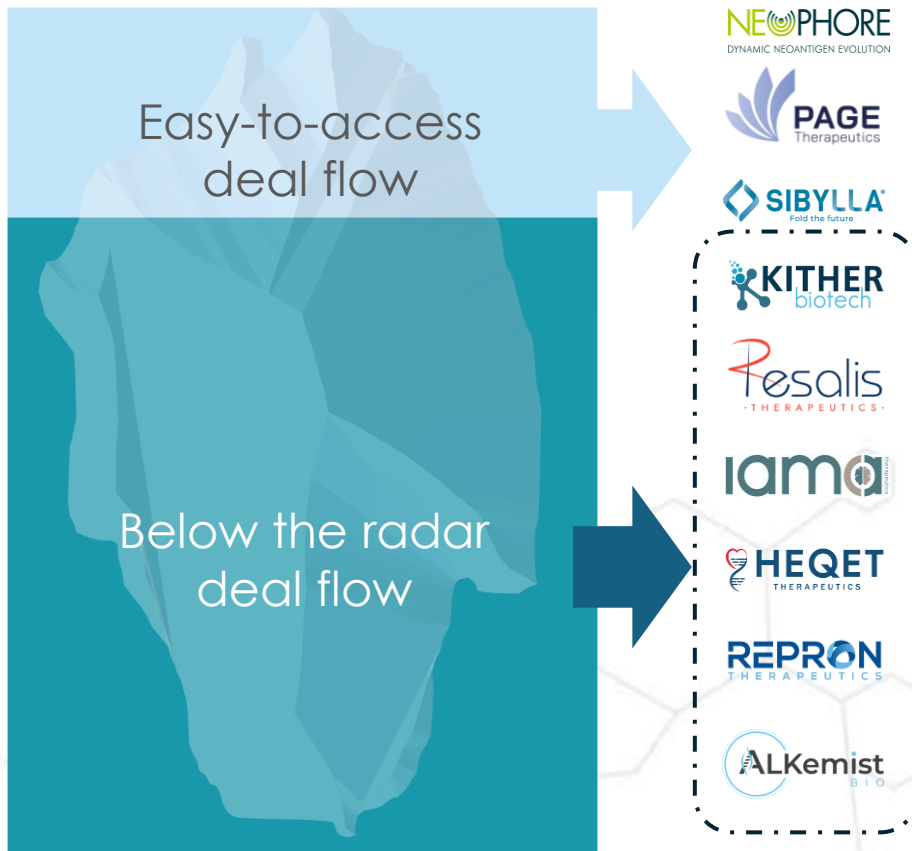 Easy-to-access
deal flow
Below the radar
deal flow
NEOPHORE
DYNAMIC NEOANTIGEN EVOLUTION
PAGE
Therapeutics
SIBYLLA®
Fold the future
KITHER
biotech
Resalis
·THERAPEUTICS·
iama
therapeutics
HEQET
THERAPEUTICS
REPRON
THERAPEUTICS
ALKemist
BIO